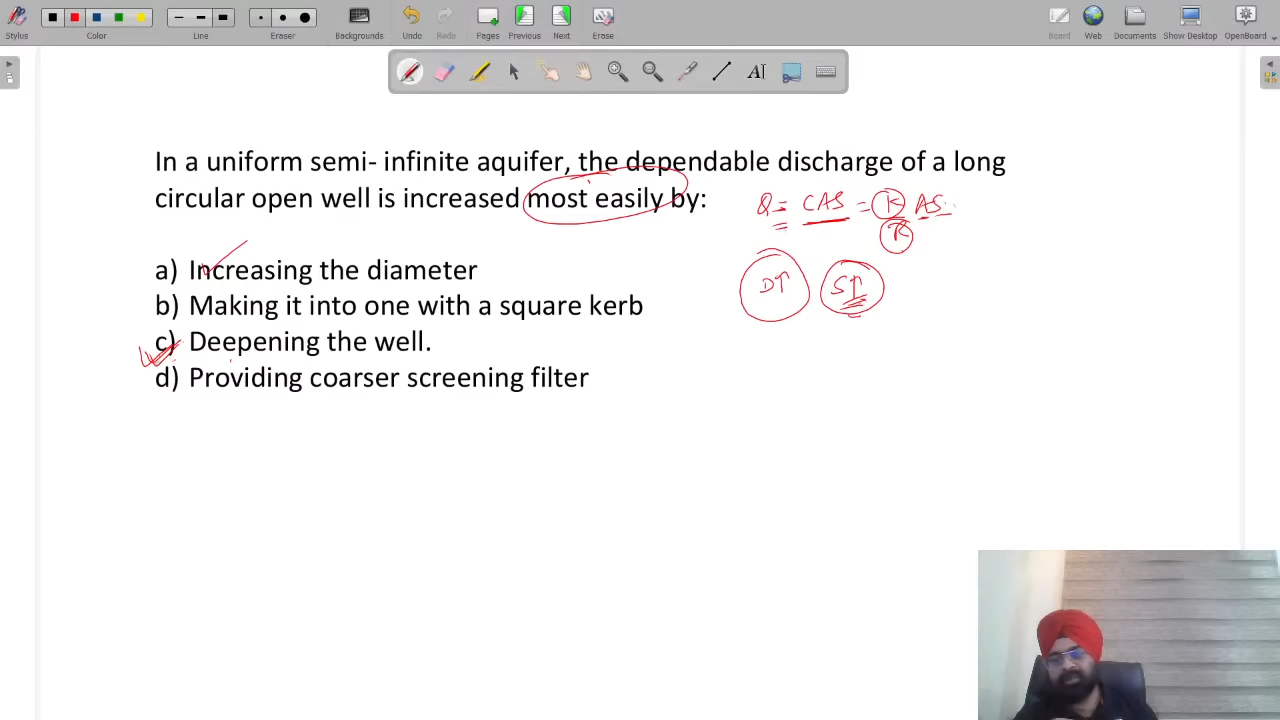 Stylus Color Line Eraser Backgrounds Undo Redo Pages Previous Next Erase Board Web Documents Show Desktop OpenBoard
In a uniform semi- infinite aquifer, the dependable discharge of a long
circular open well is increased most easily by:
Q = CAS = K AS
K
a) Increasing the diameter
D↑ S↑
b) Making it into one with a square kerb
c) Deepening the well.
d) Providing coarser screening filter